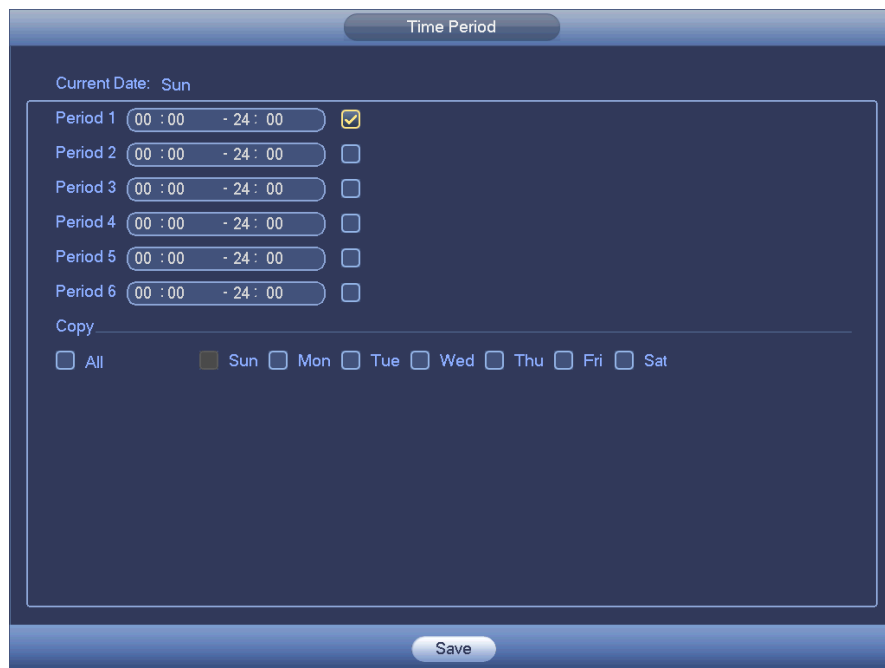 Time Period
Current Date: Sun
Period 1 00 :00 - 24 : 00
Period 2 00 :00 - 24 : 00
Period 3 00 :00 - 24 : 00
Period 4 00 :00 - 24 : 00
Period 5 00 :00 - 24 : 00
Period 6 00 :00 - 24 : 00
Copy
All Sun Mon Tue Wed Thu Fri Sat
Save